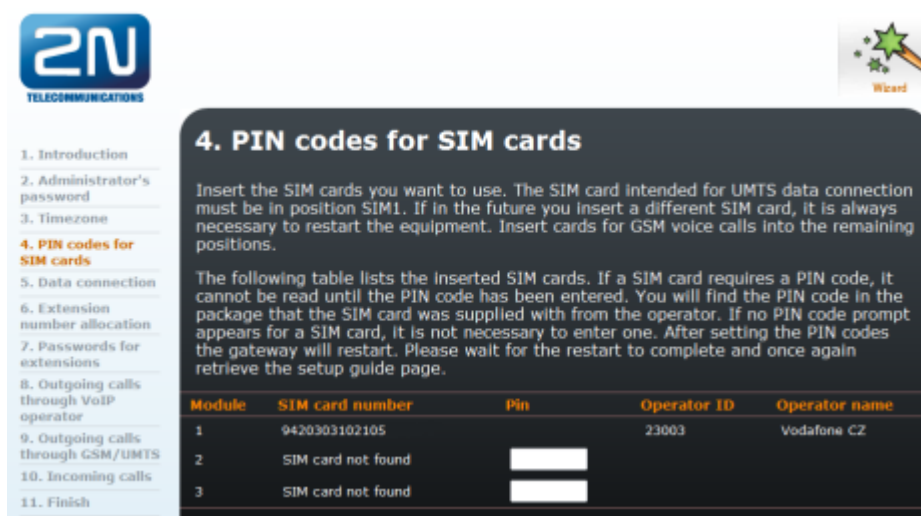 2N
TELECOMMUNICATIONS
Wizard
1. Introduction
2. Administrator's
password
3. Timezone
4. PIN codes for
SIM cards
5. Data connection
6. Extension
number allocation
7. Passwords for
extensions
8. Outgoing calls
through VoIP
operator
9. Outgoing calls
through GSM/UMTS
10. Incoming calls
11. Finish
4. PIN codes for SIM cards
Insert the SIM cards you want to use. The SIM card intended for UMTS data connection
must be in position SIM1. If in the future you insert a different SIM card, it is always
necessary to restart the equipment. Insert cards for GSM voice calls into the remaining
positions.
The following table lists the inserted SIM cards. If a SIM card requires a PIN code, it
cannot be read until the PIN code has been entered. You will find the PIN code in the
package that the SIM card was supplied with from the operator. If no PIN code prompt
appears for a SIM card, it is not necessary to enter one. After setting the PIN codes
the gateway will restart. Please wait for the restart to complete and once again
retrieve the setup guide page.
Module SIM card number Pin Operator ID Operator name
1 9420303102105 23003 Vodafone CZ
2 SIM card not found
3 SIM card not found